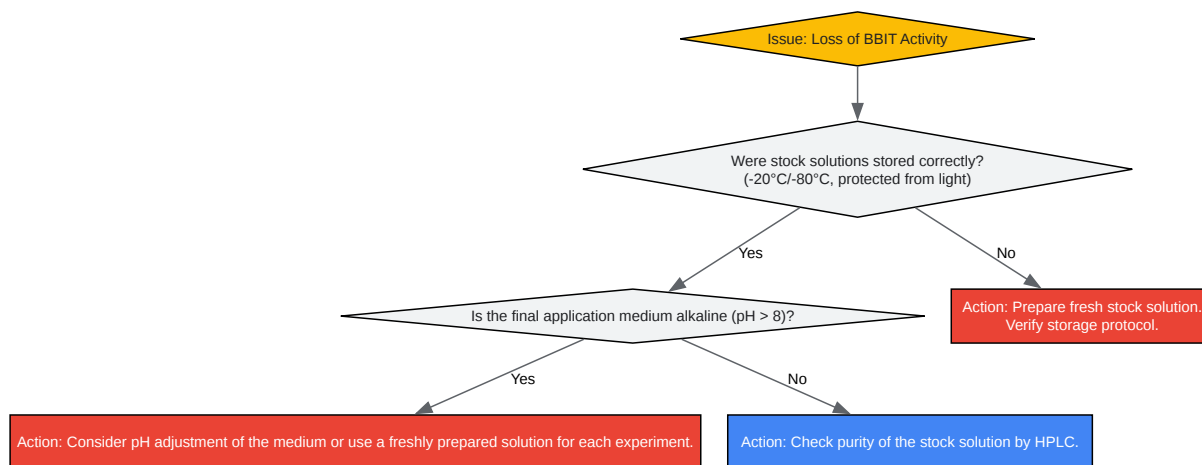 Issue: Loss of BBIT Activity
Were stock solutions stored correctly?
(-20°C/-80°C, protected from light)
Yes
No
Is the final application medium alkaline (pH > 8)?
Action: Prepare fresh stock solution.
Verify storage protocol.
Yes
No
Action: Consider pH adjustment of the medium or use a freshly prepared solution for each experiment.
Action: Check purity of the stock solution by HPLC.